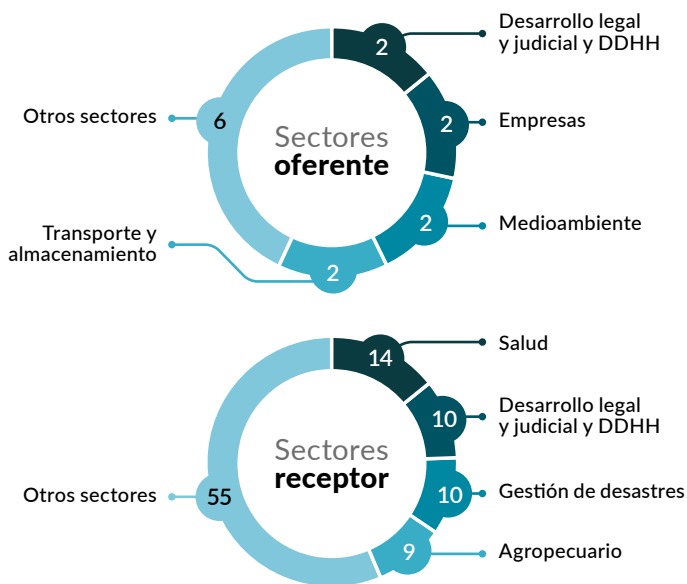 2
Desarrollo legal
y judicial y DDHH
Otros sectores
6
Sectores
oferente
2
Empresas
2
Medioambiente
Transporte y
almacenamiento
2
14
Salud
10
Desarrollo legal
y judicial y DDHH
Sectores
receptor
Otros sectores
55
10
Gestión de desastres
9
Agropecuario